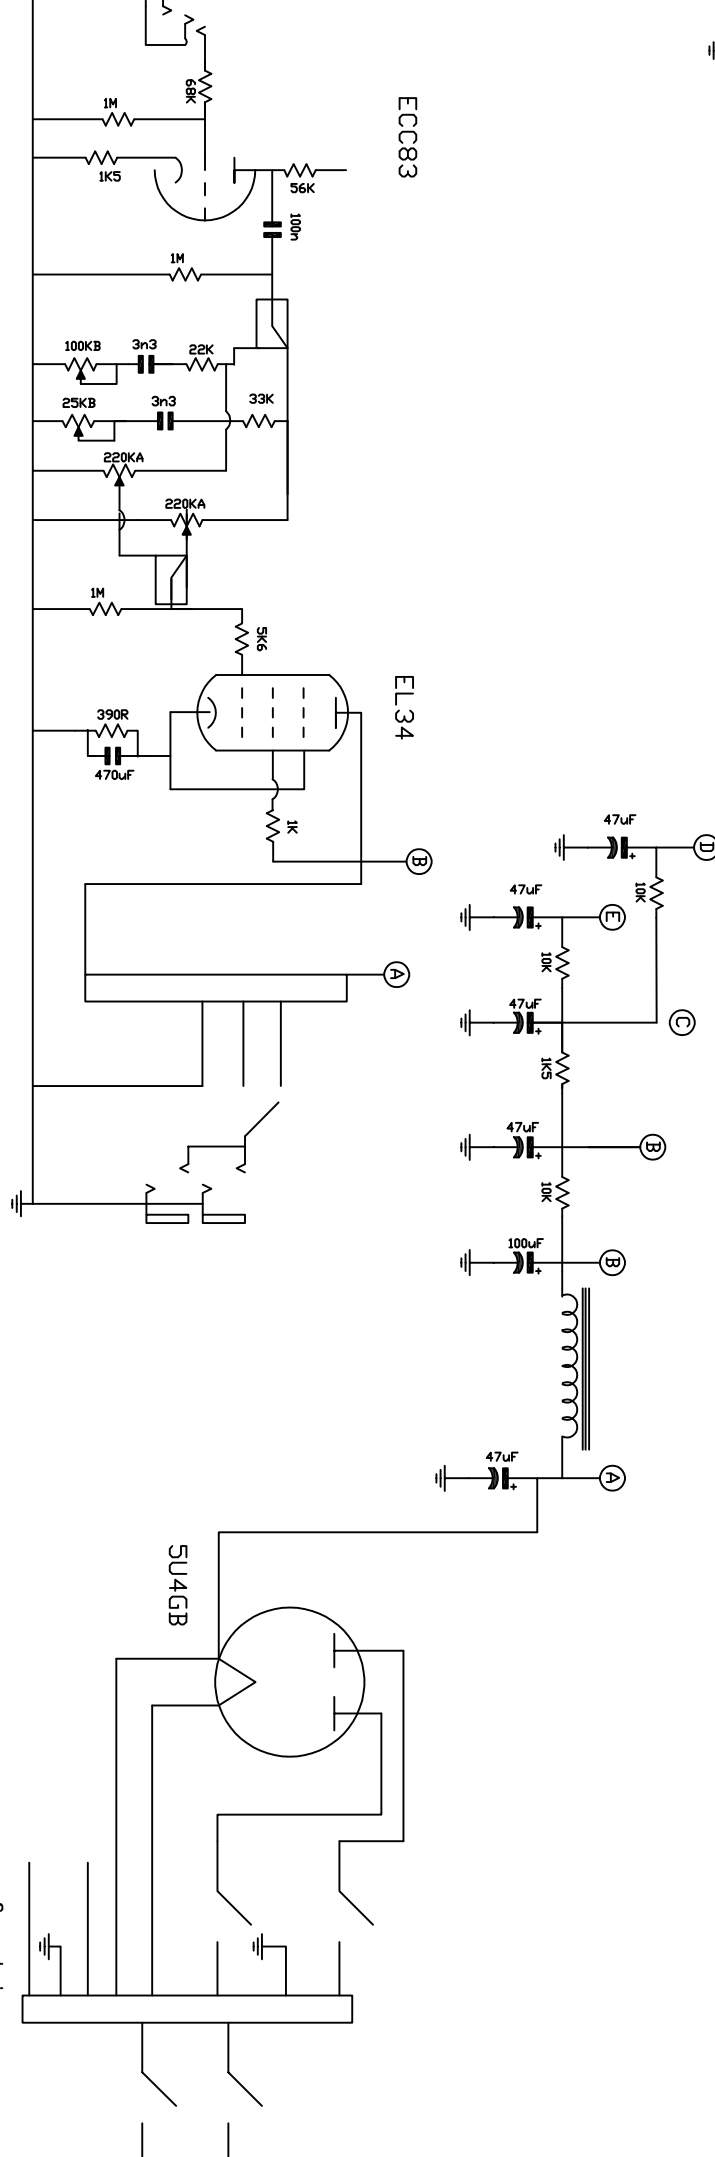 68K
1M
ECC83
1K5
56K
100n
1M
100KB
3n3
22K
25KB
3n3
33K
220KA
220KA
1M
5K6
EL34
390R
470uF
1K
B
47uF
+
D
10K
47uF
+
E
10K
A
47uF
+
C
1K5
47uF
+
B
10K
100uF
+
B
47uF
+
A
5U4GB